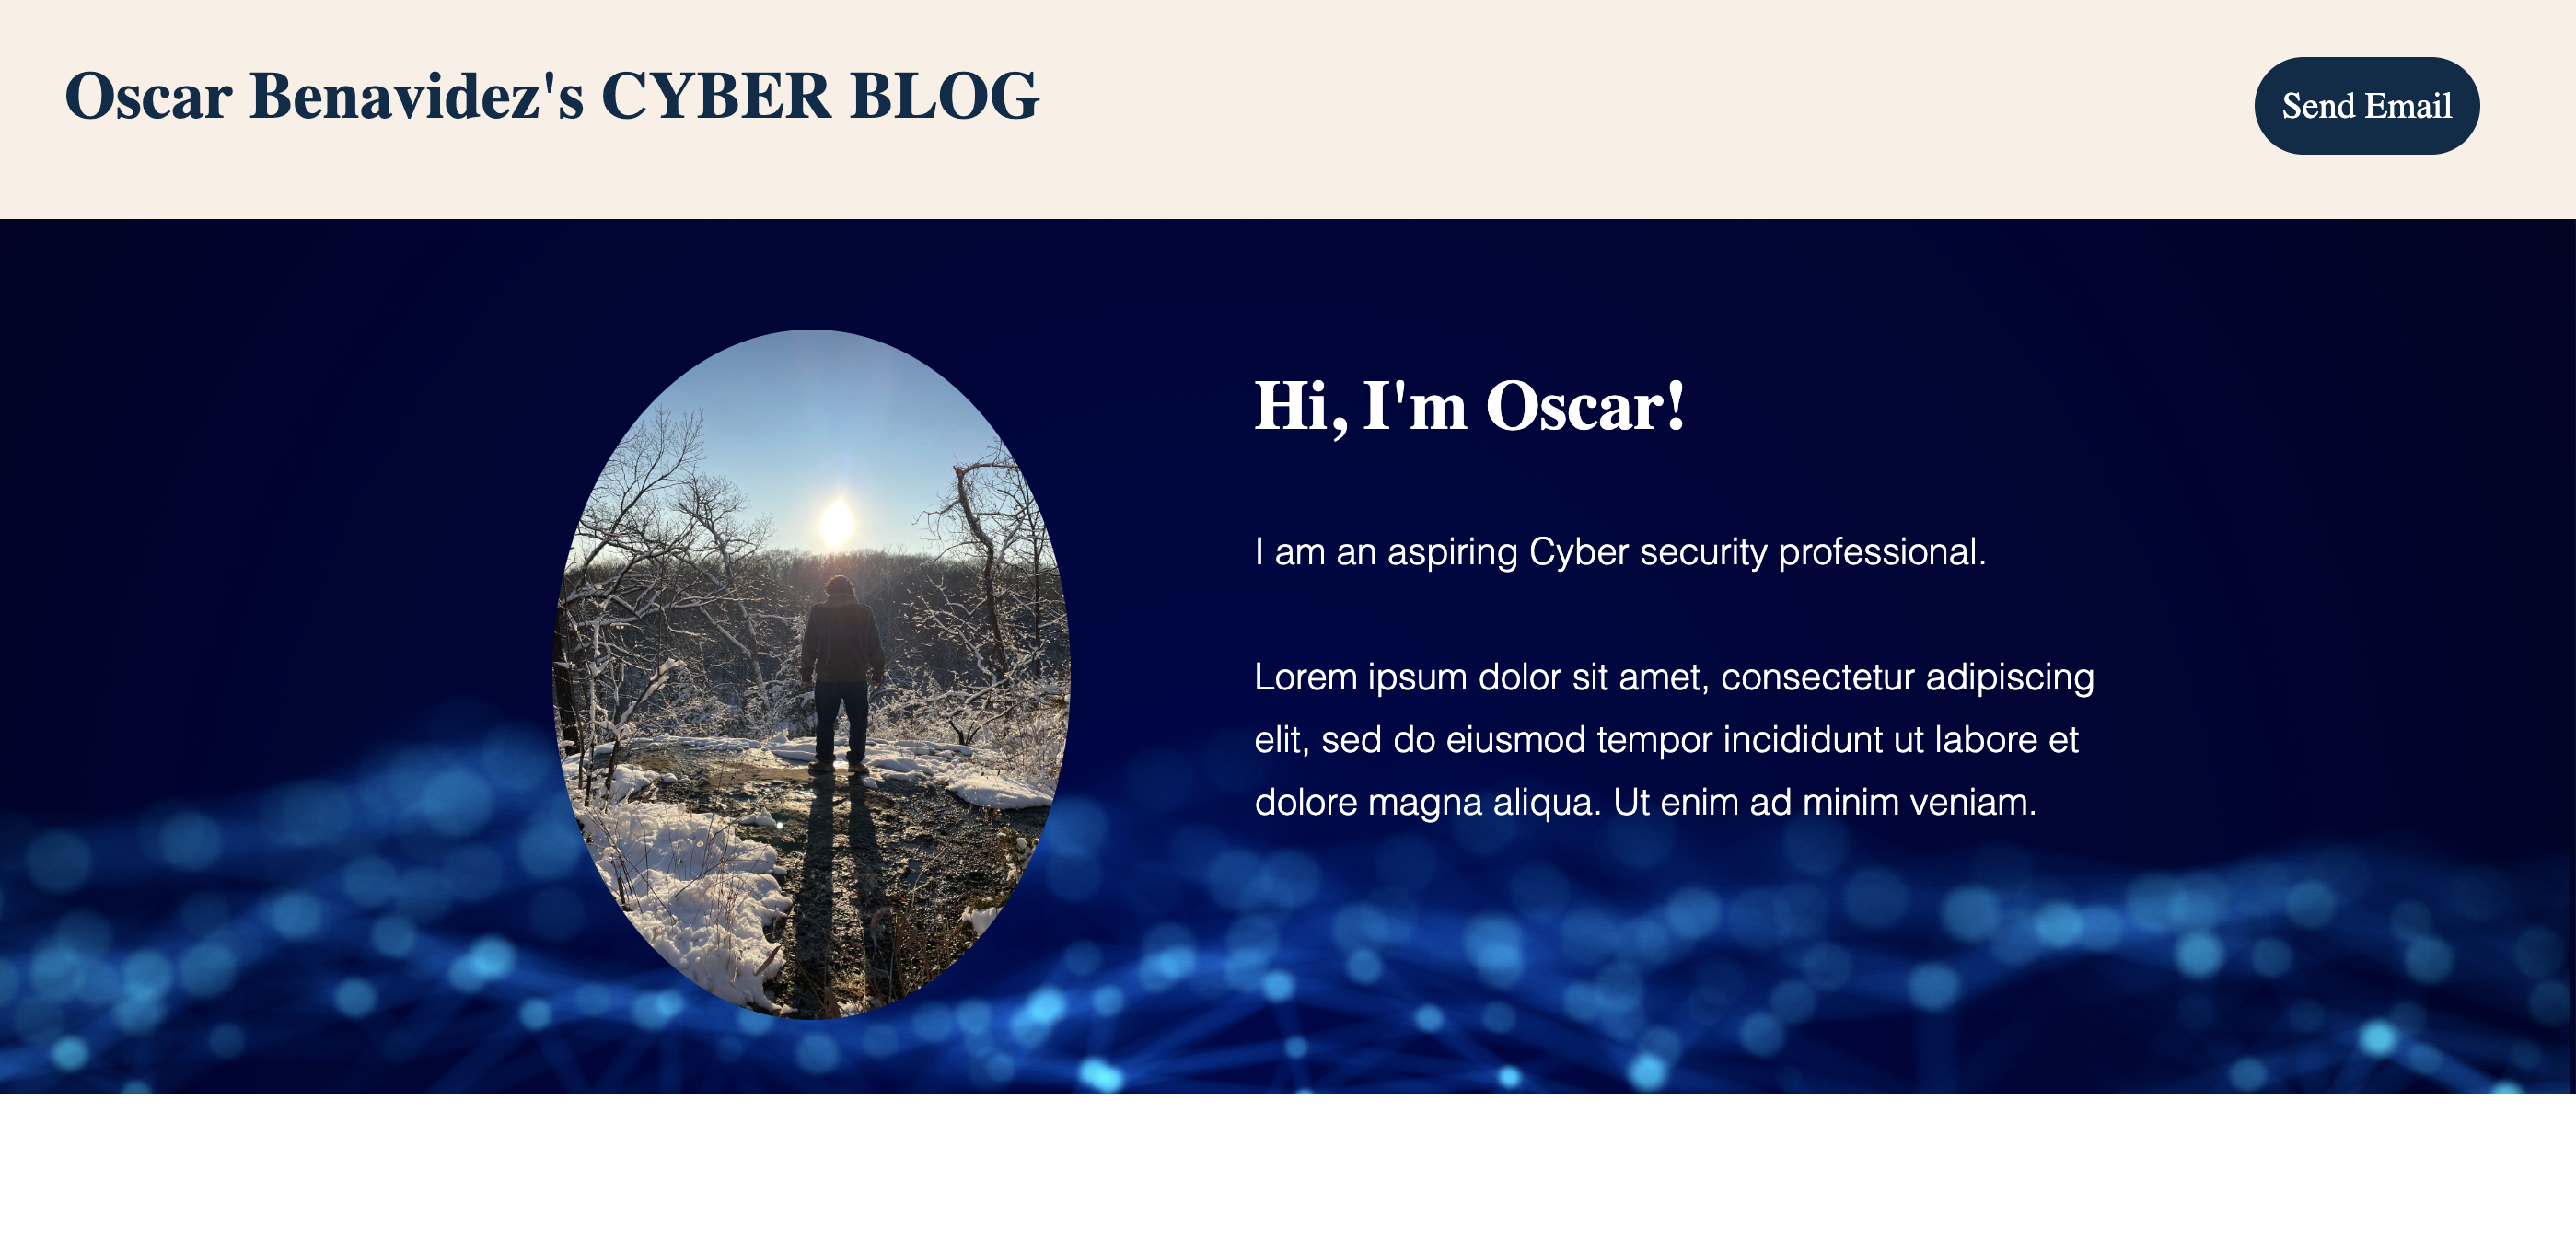 Oscar Benavidez's CYBER BLOG
Send Email
Hi, I'm Oscar!
I am an aspiring Cyber security professional.
Lorem ipsum dolor sit amet, consectetur adipiscing
elit, sed do eiusmod tempor incididunt ut labore et
dolore magna aliqua. Ut enim ad minim veniam.